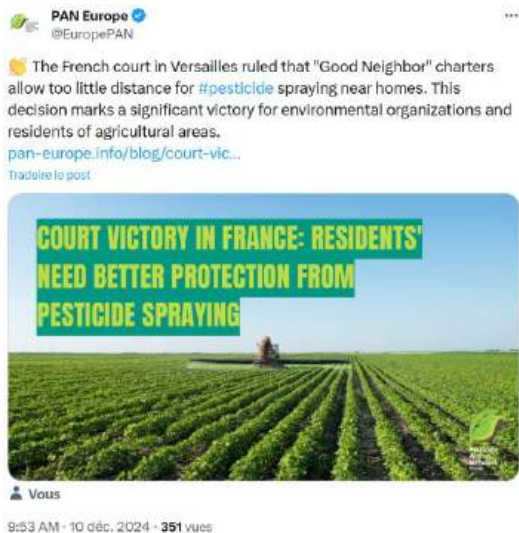 PAN Europe
@EuropePAN
👏 The French court in Versailles ruled that "Good Neighbor" charters
allow too little distance for #pesticide spraying near homes. This
decision marks a significant victory for environmental organizations and
residents of agricultural areas.
pan-europe.info/blog/court-vic...
Traduire le post
COURT VICTORY IN FRANCE: RESIDENTS'
NEED BETTER PROTECTION FROM
PESTICIDE SPRAYING
Vous
9:53 AM · 10 déc. 2024 · 351 vues